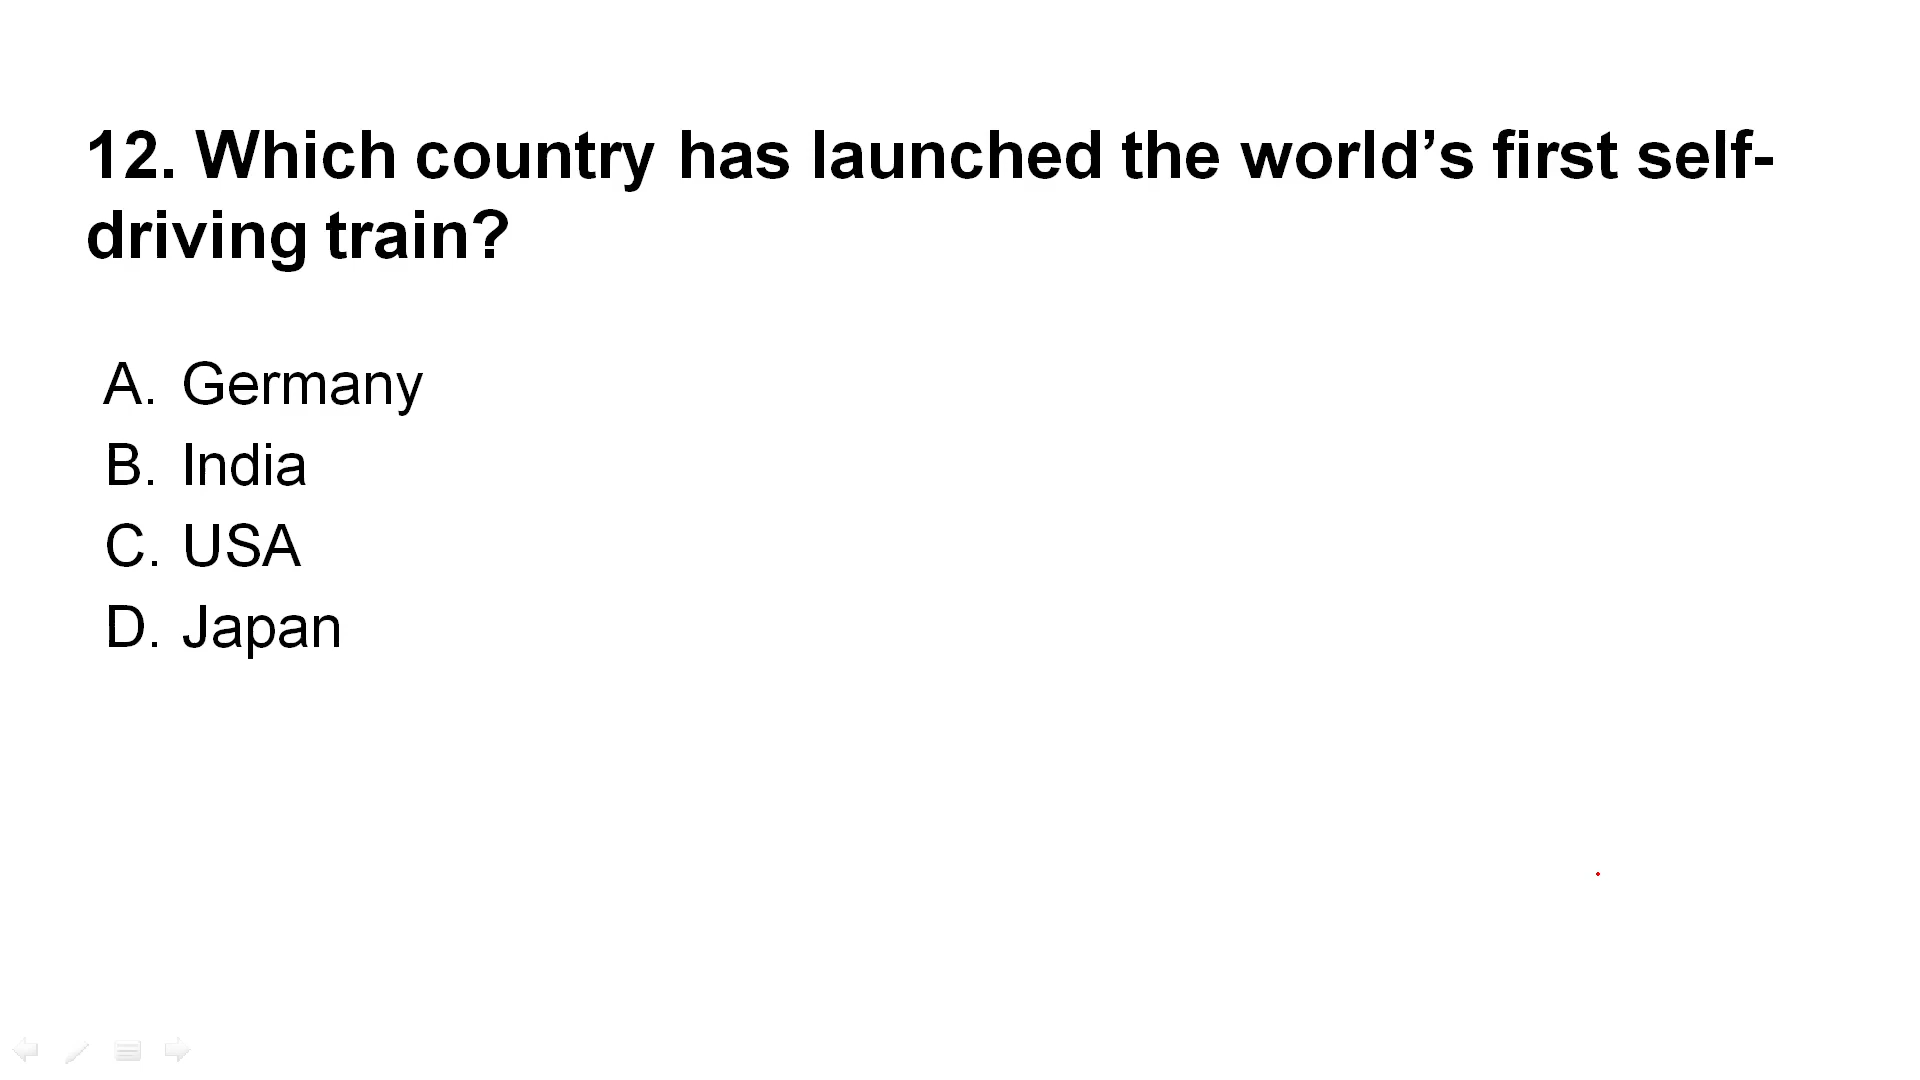 12. Which country has launched the world’s first self-
driving train?
A. Germany
B. India
C. USA
D. Japan